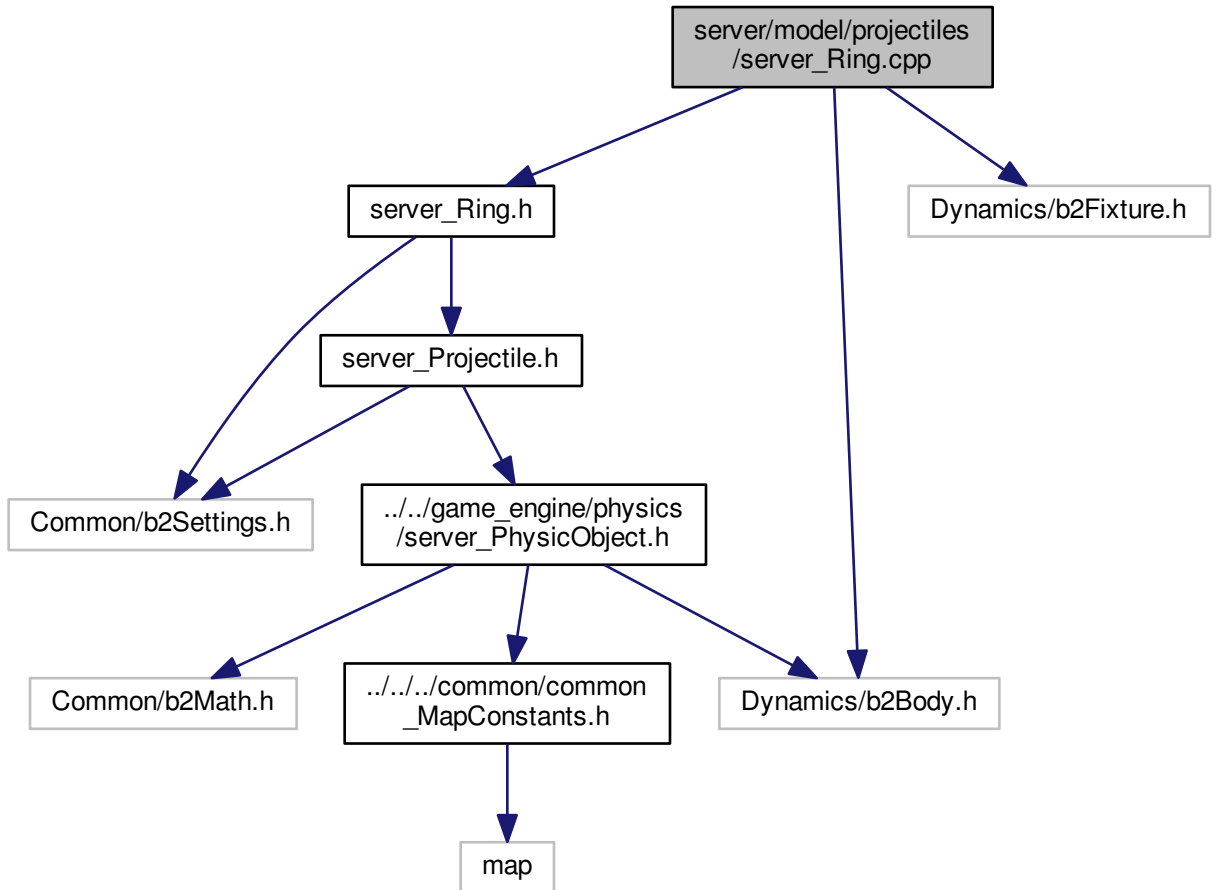 server/model/projectiles
/server_Ring.cpp
server_Ring.h
Dynamics/b2Fixture.h
server_Projectile.h
Common/b2Settings.h
../../game_engine/physics
/server_PhysicObject.h
Common/b2Math.h
../../../common/common
_MapConstants.h
Dynamics/b2Body.h
map